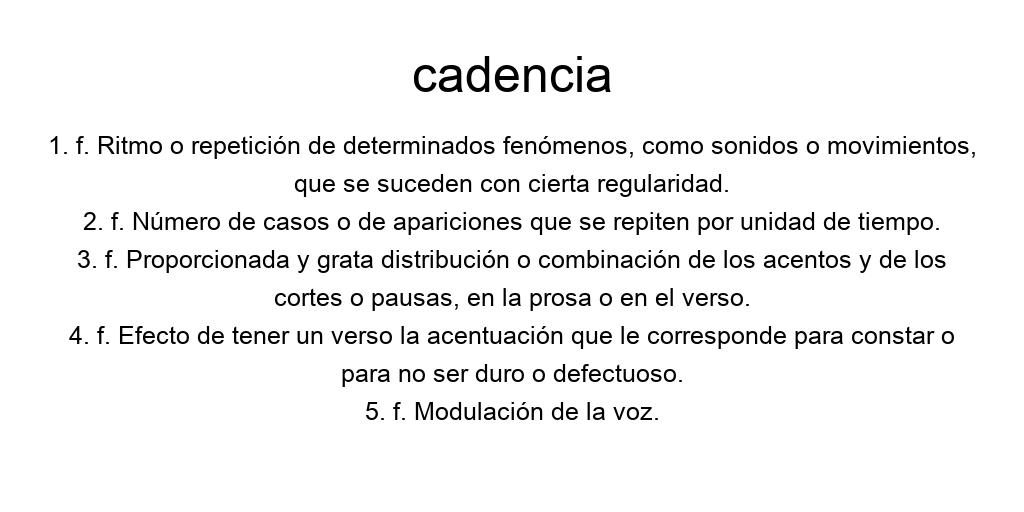 cadencia
1. f. Ritmo o repetición de determinados fenómenos, como sonidos o movimientos,
que se suceden con cierta regularidad.
2. f. Número de casos o de apariciones que se repiten por unidad de tiempo.
3. f. Proporcionada y grata distribución o combinación de los acentos y de los
cortes o pausas, en la prosa o en el verso.
4. f. Efecto de tener un verso la acentuación que le corresponde para constar o
para no ser duro o defectuoso.
5. f. Modulación de la voz.